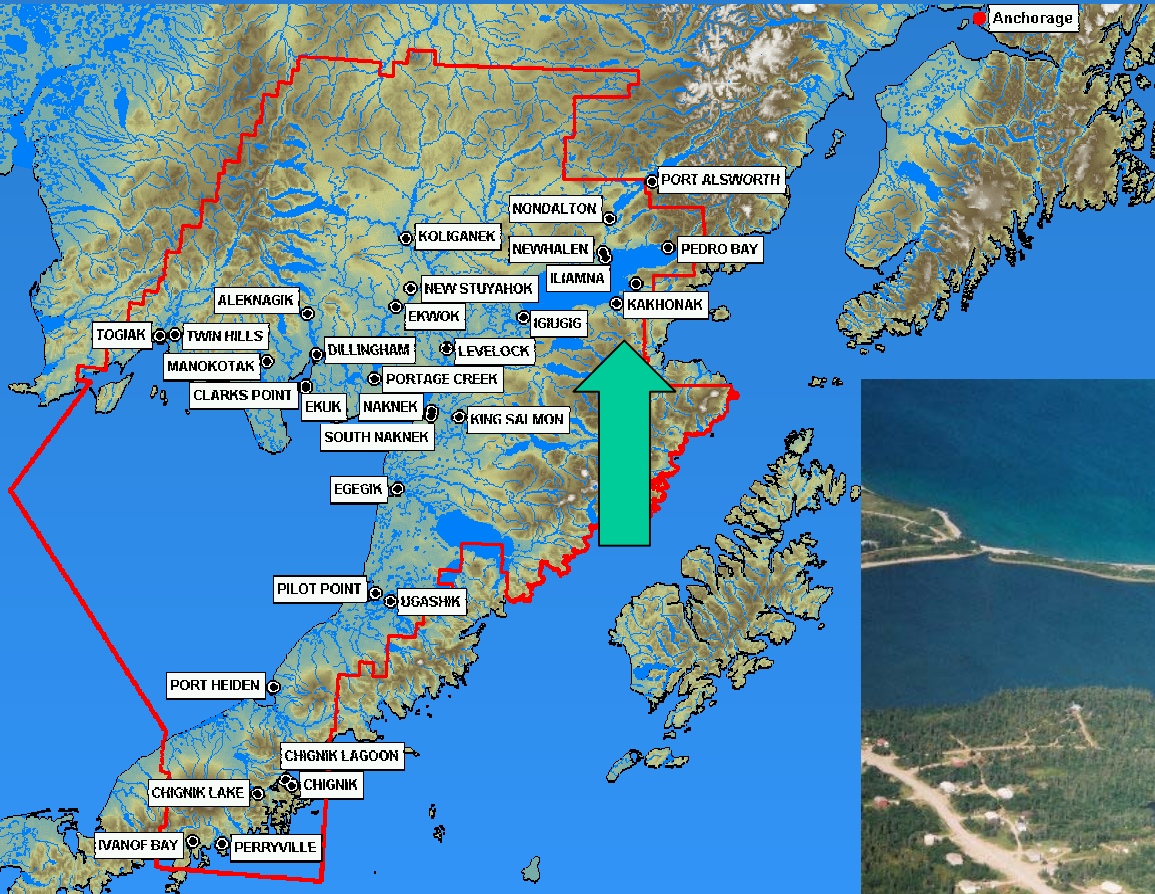 Anchorage
PORT ALSWORTH
NONDALTON
KOLIGANEK
NEWHALEN
PEDRO BAY
ILIAMNA
NEW STUYAHOK
ALEKNAGIK
KAKHONAK
EKWOK
IGIUGIG
TOGIAK
TWIN HILLS
DILLINGHAM
LEVELOCK
MANOKOTAK
PORTAGE CREEK
CLARKS POINT
EKUK
NAKNEK
KING SALMON
SOUTH NAKNEK
EGEGIK
PILOT POINT
UGASHIK
PORT HEIDEN
CHIGNIK LAGOON
CHIGNIK
CHIGNIK LAKE
IVANOF BAY
PERRYVILLE